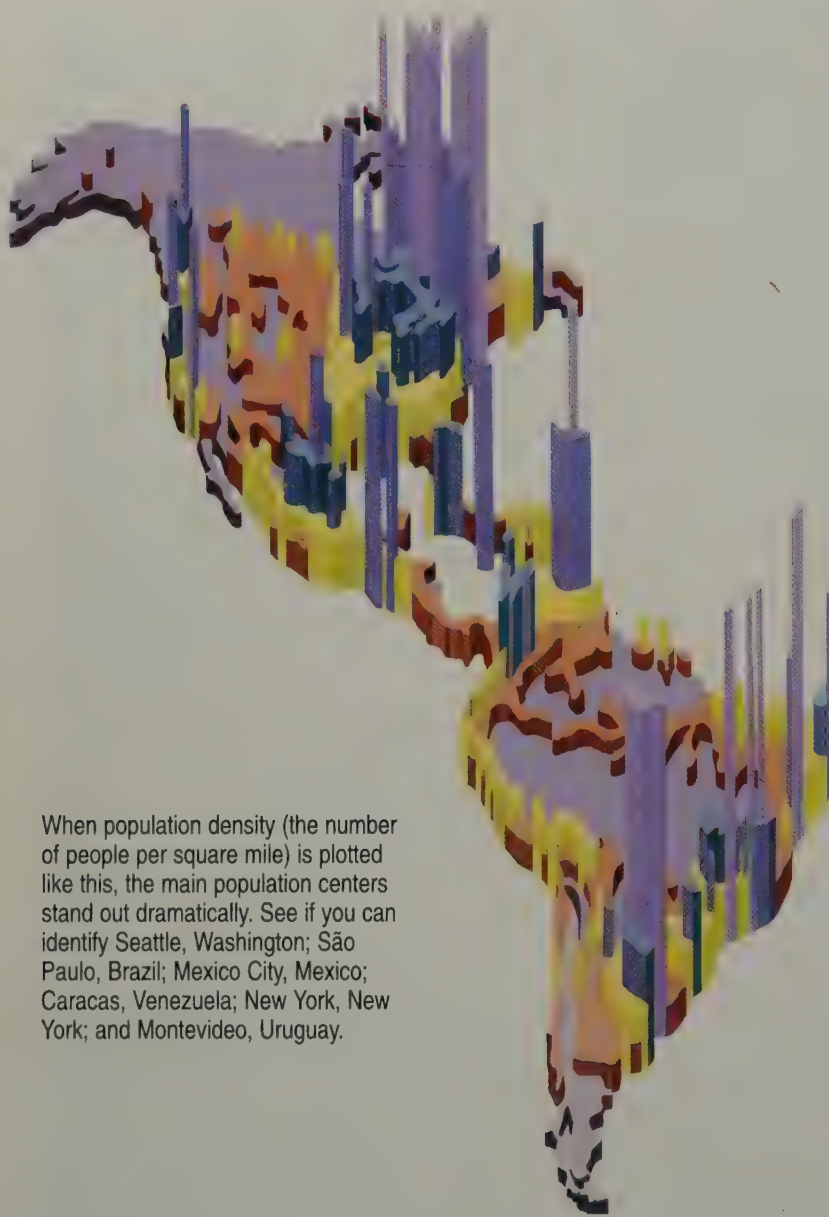 When population density (the number
of people per square mile) is plotted
like this, the main population centers
stand out dramatically. See if you can
identify Seattle, Washington; São
Paulo, Brazil; Mexico City, Mexico;
Caracas, Venezuela; New York, New
York; and Montevideo, Uruguay.